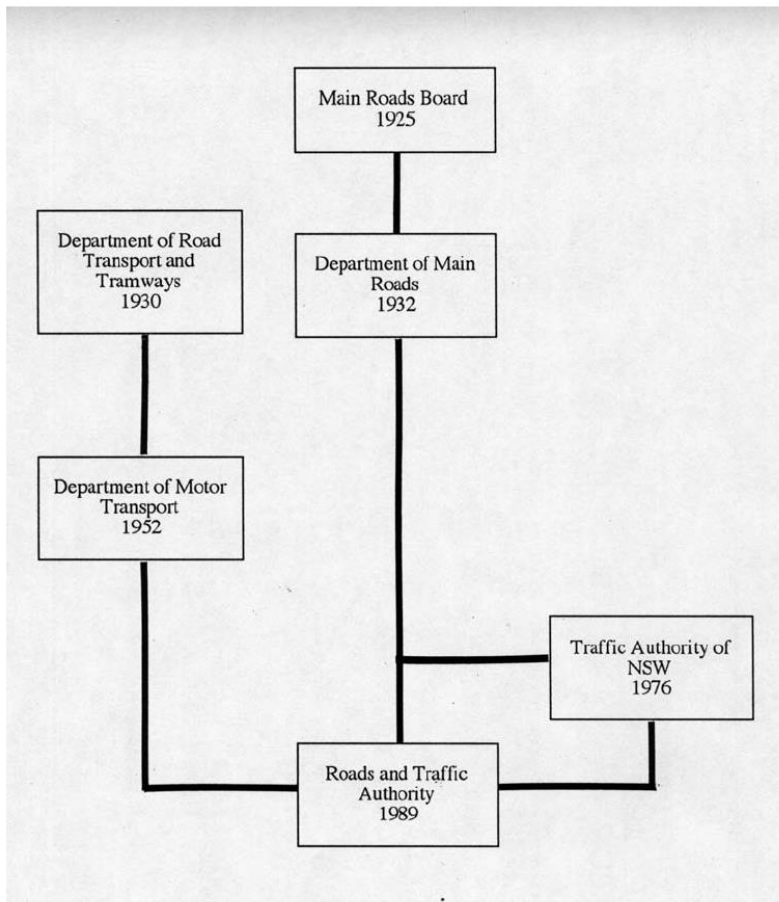 Main Roads Board
1925
Department of Road
Transport and
Tramways
1930
Department of Main
Roads
1932
Department of Motor
Transport
1952
Traffic Authority of
NSW
1976
Roads and Traffic
Authority
1989